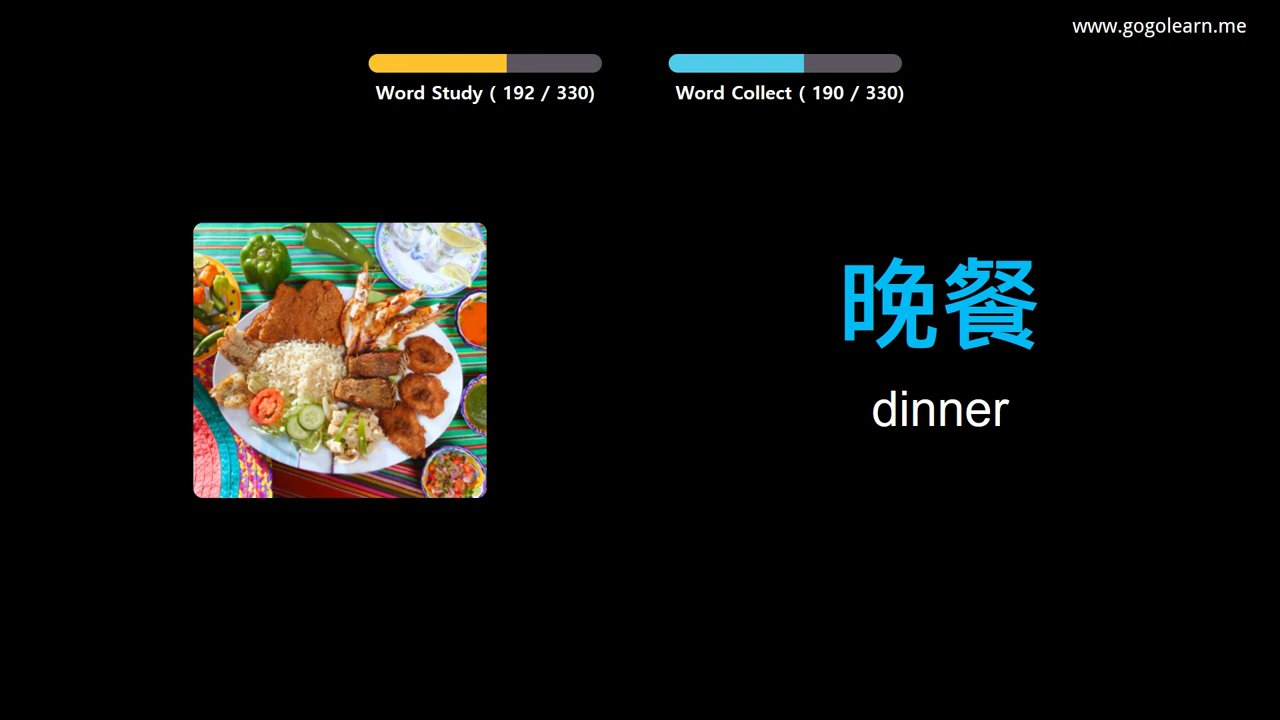 www.gogolearn.me
Word Study ( 192 / 330)
Word Collect ( 190 / 330)
晚餐
dinner